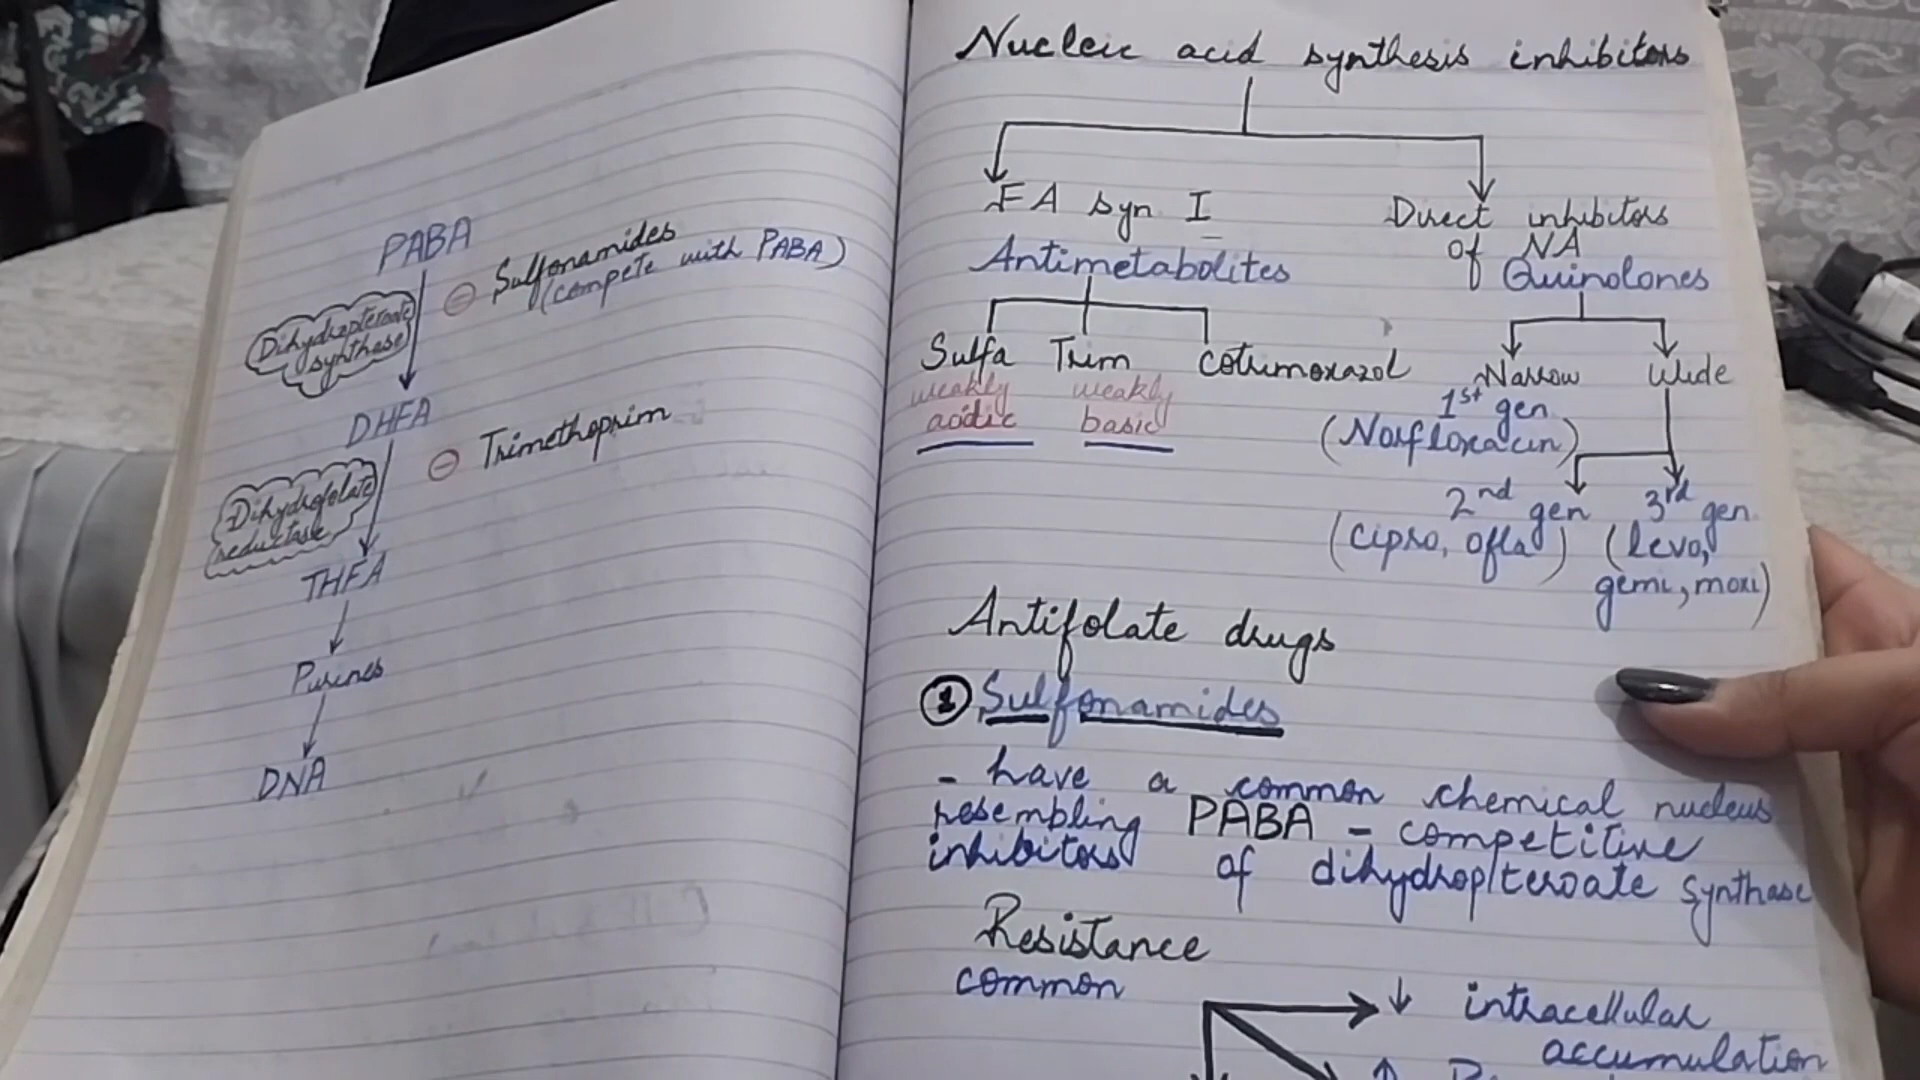 PABA
⊖ Sulfonamides
(compete with PABA)
Dihydropteroate
synthase
DHFA
⊖ Trimethoprim
Dihydrofolate
reductase
THFA
Purines
DNA
Nucleic acid synthesis inhibitors
FA syn I
Antimetabolites
Direct inhibitors
of NA
Quinolones
Sulfa Trim cotrimoxazol
weakly acidic
weakly basic
Narrow
Wide
1st gen
(Norfloxacin)
2nd gen
(cipro, ofla)
3rd gen
(levo,
gemi, moxi)
Antifolate drugs
1 Sulfonamides
- have a common chemical nucleus
resembling PABA - competitive
inhibitors of dihydropteroate synthase
Resistance
common
↓ intracellular
accumulation
↑